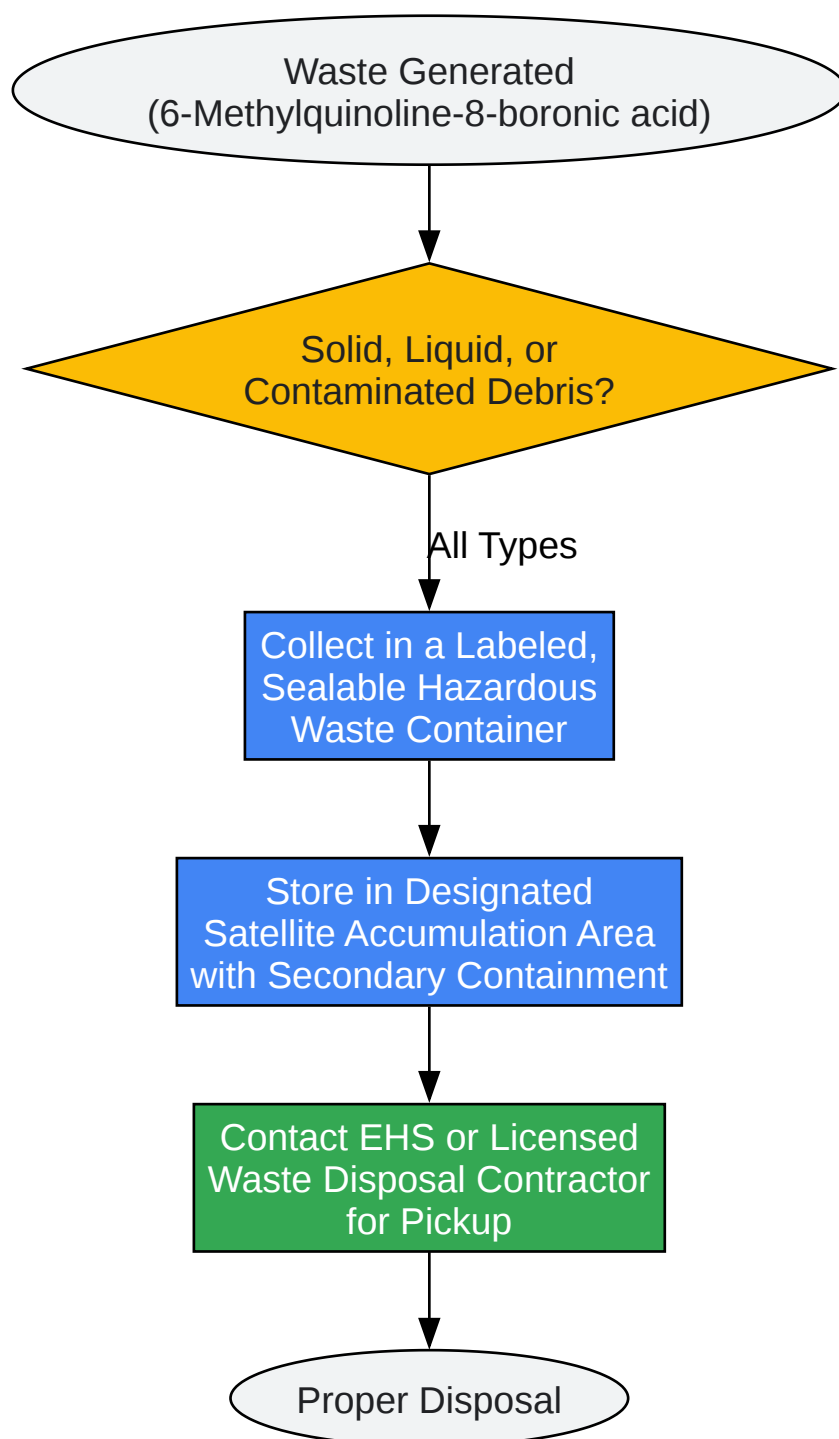 Waste Generated
(6-Methylquinoline-8-boronic acid)
Solid, Liquid, or
Contaminated Debris?
All Types
Collect in a Labeled,
Sealable Hazardous
Waste Container
Store in Designated
Satellite Accumulation Area
with Secondary Containment
Contact EHS or Licensed
Waste Disposal Contractor
for Pickup
Proper Disposal